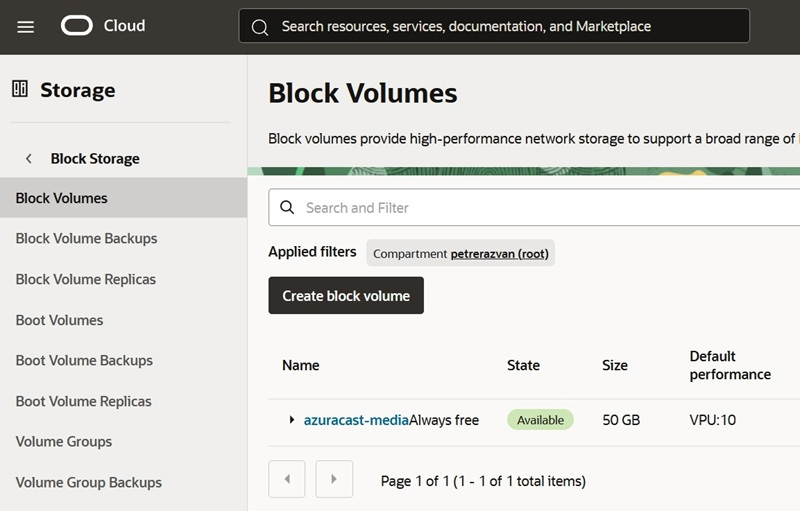 Cloud
Search resources, services, documentation, and Marketplace
Storage
Block Storage
Block Volumes
Block Volume Backups
Block Volume Replicas
Boot Volumes
Boot Volume Backups
Boot Volume Replicas
Volume Groups
Volume Group Backups
Block Volumes
Block volumes provide high-performance network storage to support a broad range of
Search and Filter
Applied filters Compartment petrerazvan (root)
Create block volume
Name State Size Default performance
azuracast-mediaAlways free Available 50 GB VPU:10
Page 1 of 1 (1 - 1 of 1 total items)